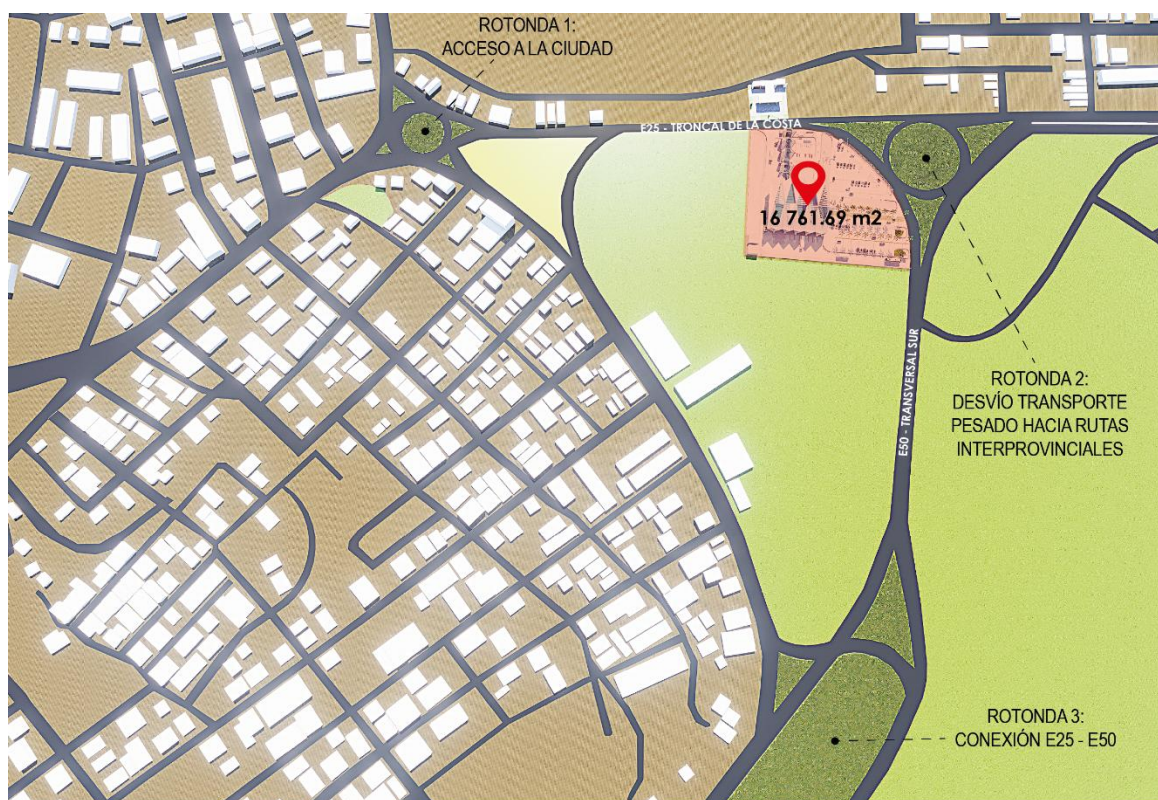 ROTONDA 1:
ACCESO A LA CIUDAD
E25 - TRONCAL DE LA COSTA
16 761.69 m2
E50 - TRANSVERSAL SUR
ROTONDA 2:
DESVÍO TRANSPORTE
PESADO HACIA RUTAS
INTERPROVINCIALES
ROTONDA 3:
CONEXIÓN E25 - E50